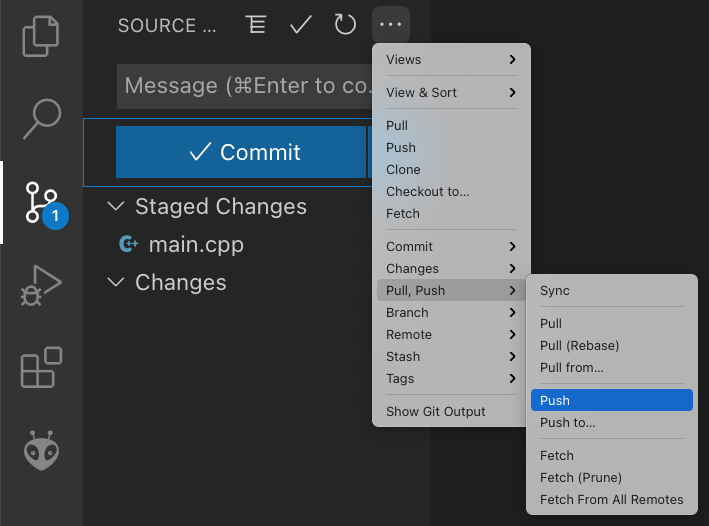 SOURCE ...
Message (⌘Enter to co...
Commit
Staged Changes
main.cpp
Changes
1
Views
View & Sort
Pull
Push
Clone
Checkout to...
Fetch
Commit
Changes
Pull, Push
Branch
Remote
Stash
Tags
Show Git Output
Sync
Pull
Pull (Rebase)
Pull from...
Push
Push to...
Fetch
Fetch (Prune)
Fetch From All Remotes